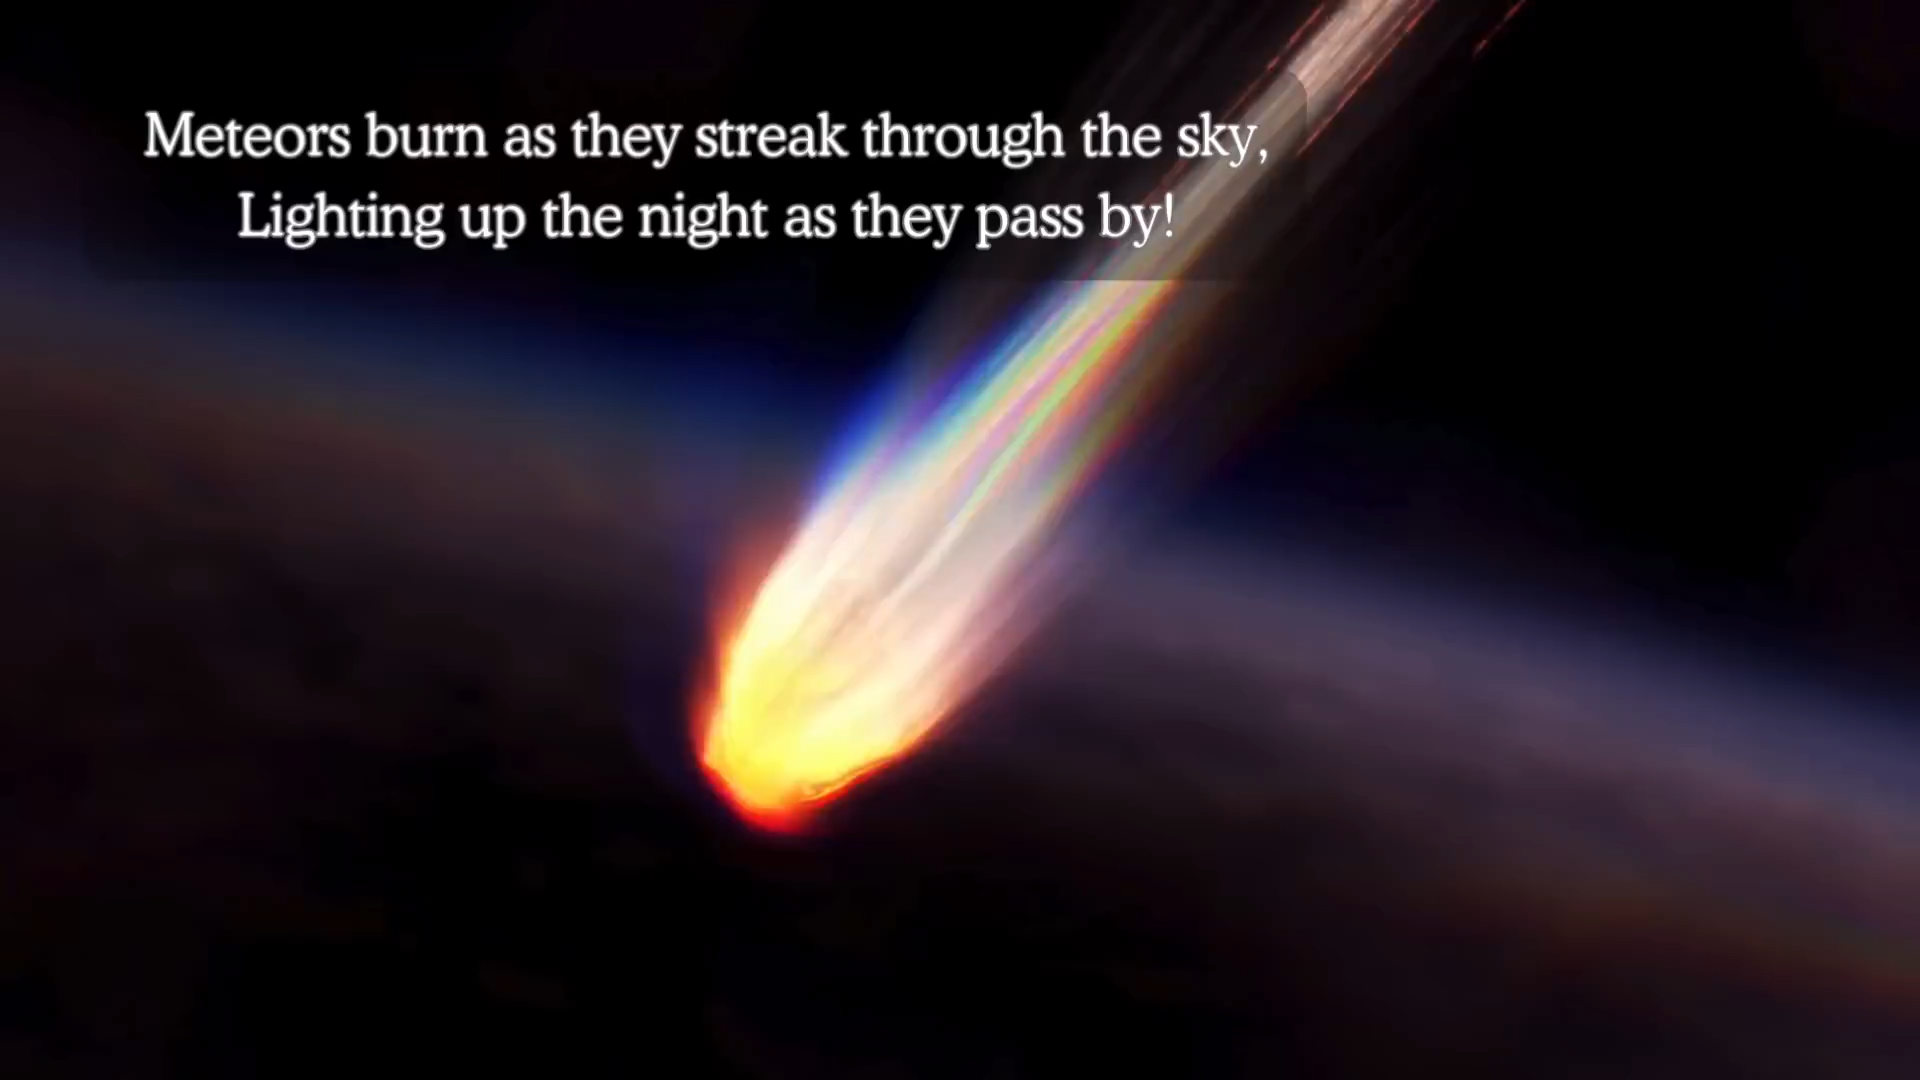 Meteors burn as they streak through the sky,
Lighting up the night as they pass by!